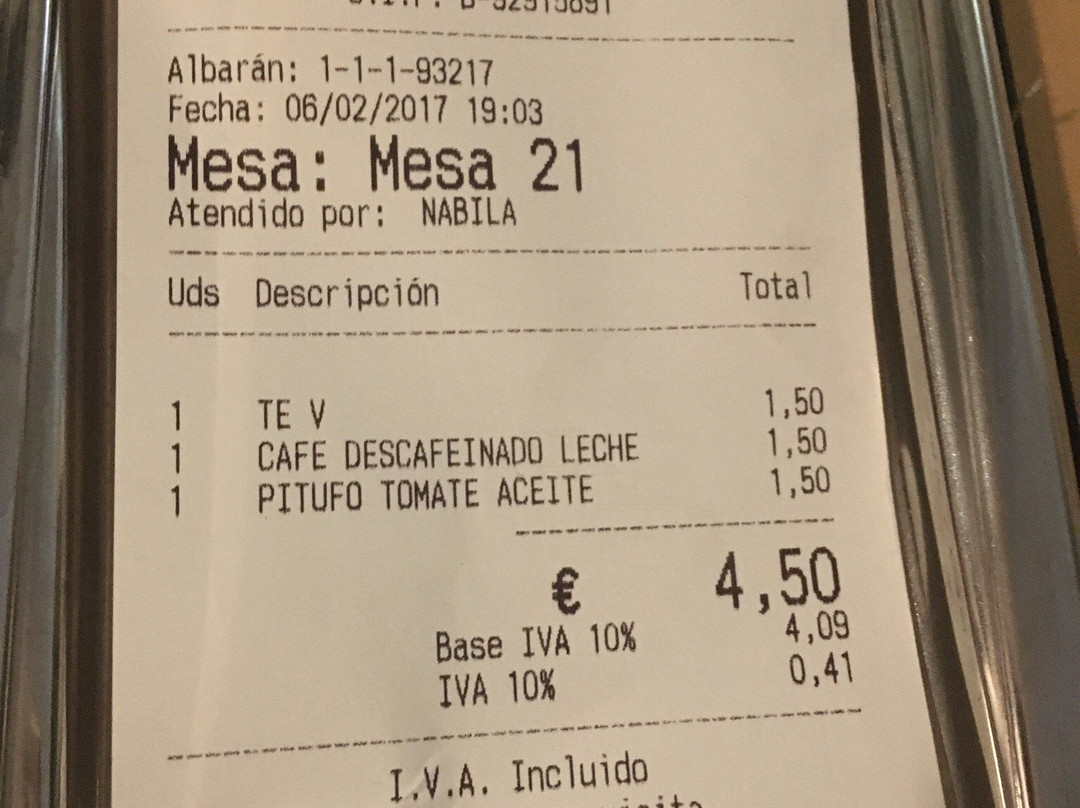 Albarán: 1-1-1-93217
Fecha: 06/02/2017 19:03
Mesa: Mesa 21
Atendido por: NABILA
Uds Descripción Total
1 TE V 1,50
1 CAFE DESCAFEINADO LECHE 1,50
1 PITUFO TOMATE ACEITE 1,50
€ 4,50
Base IVA 10% 4,09
IVA 10% 0,41
I.V.A. Incluido